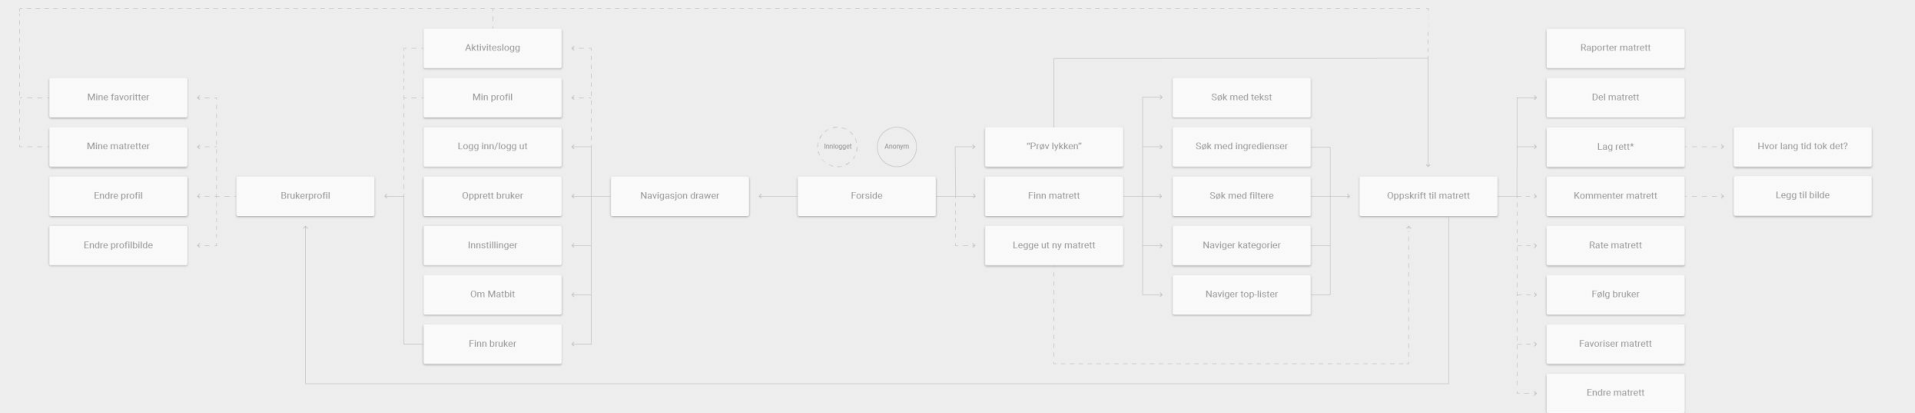 Mine favoritter
Mine matretter
Endre profil
Endre profilbilde
Brukerprofil
Aktiviteslogg
Min profil
Logg inn/logg ut
Opprett bruker
Innstillinger
Om Matbit
Finn bruker
Navigasjon drawer
Innlogget
Anonym
Forside
"Prøv lykken"
Finn matrett
Legge ut ny matrett
Søk med tekst
Søk med ingredienser
Søk med filtere
Naviger kategorier
Naviger top-lister
Oppskrift til matrett
Raporter matrett
Del matrett
Lag rett*
Kommenter matrett
Rate matrett
Følg bruker
Favoriser matrett
Endre matrett
Hvor lang tid tok det?
Legg til bilde